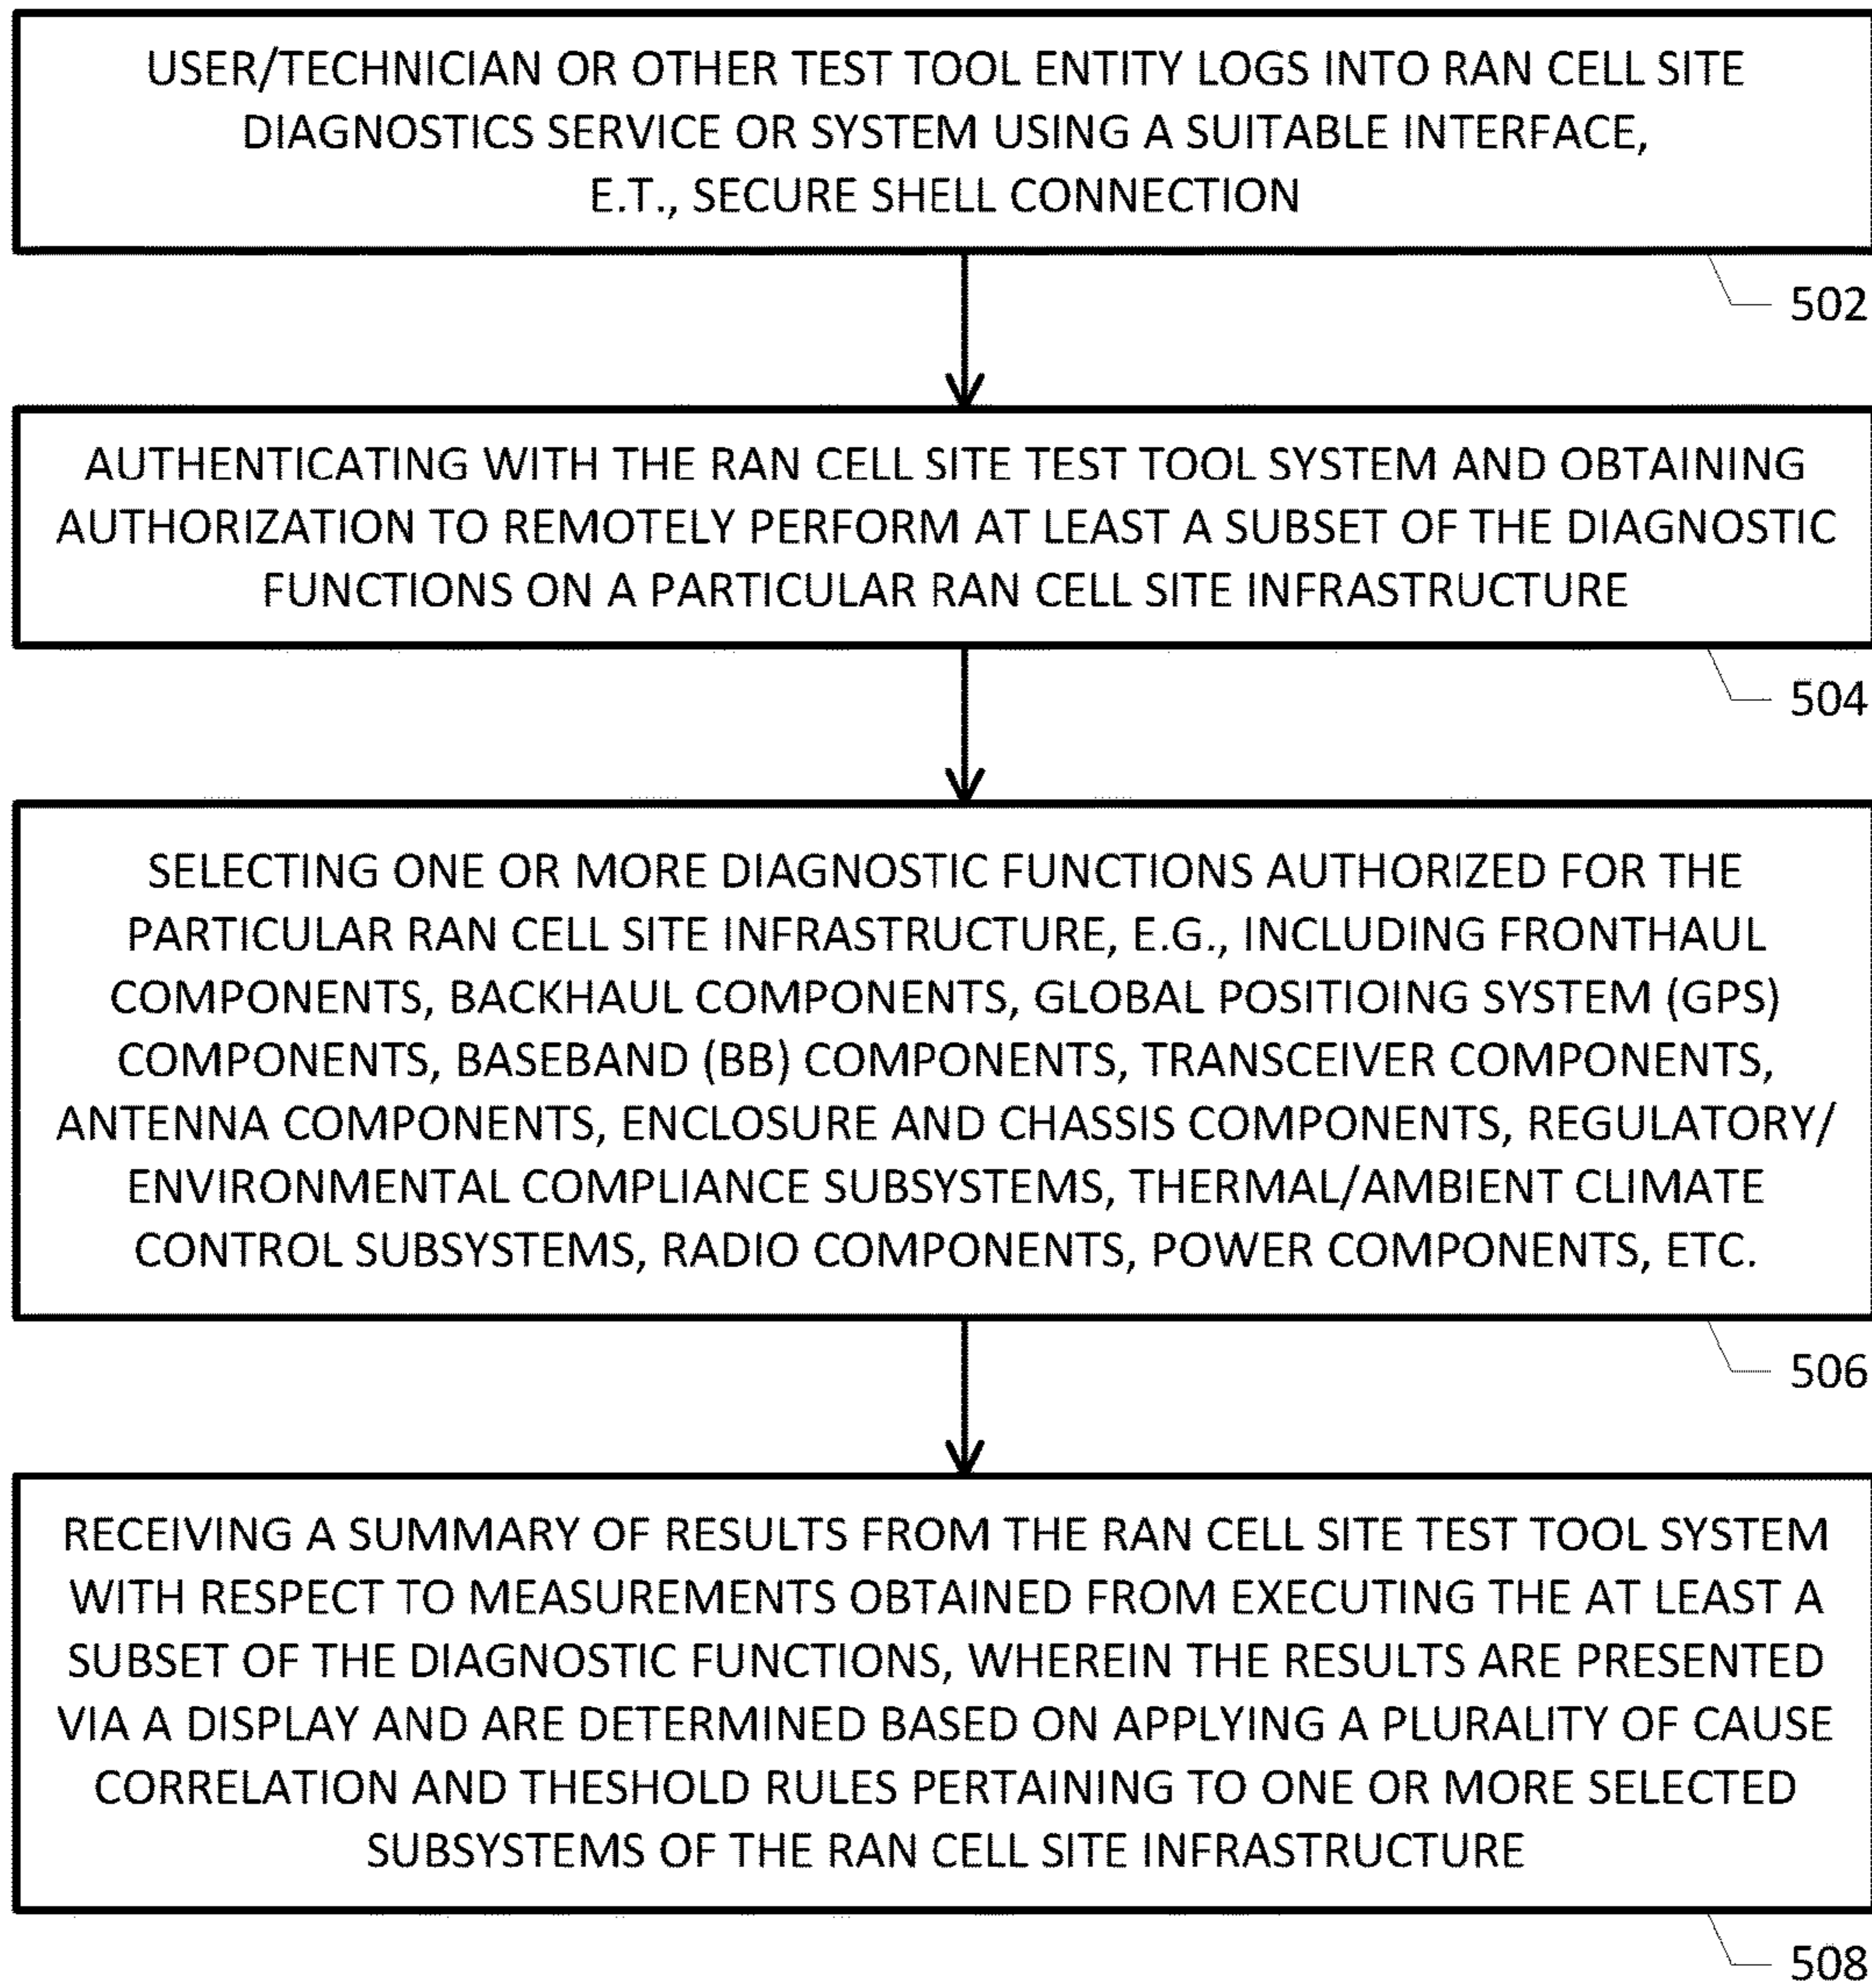 USER/TECHNICIAN OR OTHER TEST TOOL ENTITY LOGS INTO RAN CELL SITE
DIAGNOSTICS SERVICE OR SYSTEM USING A SUITABLE INTERFACE,
E.T., SECURE SHELL CONNECTION
502
AUTHENTICATING WITH THE RAN CELL SITE TEST TOOL SYSTEM AND OBTAINING
AUTHORIZATION TO REMOTELY PERFORM AT LEAST A SUBSET OF THE DIAGNOSTIC
FUNCTIONS ON A PARTICULAR RAN CELL SITE INFRASTRUCTURE
504
SELECTING ONE OR MORE DIAGNOSTIC FUNCTIONS AUTHORIZED FOR THE
PARTICULAR RAN CELL SITE INFRASTRUCTURE, E.G., INCLUDING FRONTHAUL
COMPONENTS, BACKHAUL COMPONENTS, GLOBAL POSITIOING SYSTEM (GPS)
COMPONENTS, BASEBAND (BB) COMPONENTS, TRANSCEIVER COMPONENTS,
ANTENNA COMPONENTS, ENCLOSURE AND CHASSIS COMPONENTS, REGULATORY/
ENVIRONMENTAL COMPLIANCE SUBSYSTEMS, THERMAL/AMBIENT CLIMATE
CONTROL SUBSYSTEMS, RADIO COMPONENTS, POWER COMPONENTS, ETC.
506
RECEIVING A SUMMARY OF RESULTS FROM THE RAN CELL SITE TEST TOOL SYSTEM
WITH RESPECT TO MEASUREMENTS OBTAINED FROM EXECUTING THE AT LEAST A
SUBSET OF THE DIAGNOSTIC FUNCTIONS, WHEREIN THE RESULTS ARE PRESENTED
VIA A DISPLAY AND ARE DETERMINED BASED ON APPLYING A PLURALITY OF CAUSE
CORRELATION AND THESHOLD RULES PERTAINING TO ONE OR MORE SELECTED
SUBSYSTEMS OF THE RAN CELL SITE INFRASTRUCTURE
508